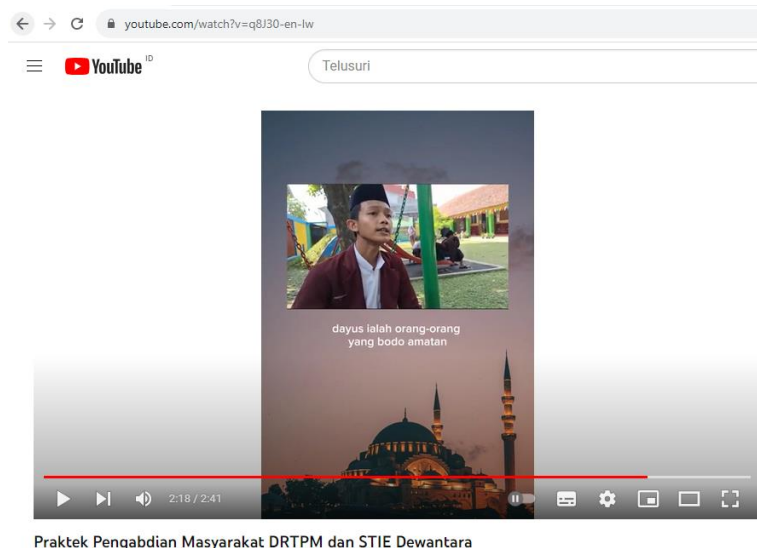 youtube.com/watch?v=q8J30-en-lw
YouTube ID
Telusuri
dayus ialah orang-orang
yang bodo amatan
2:18 / 2:41
Praktek Pengabdian Masyarakat DRTPM dan STIE Dewantara